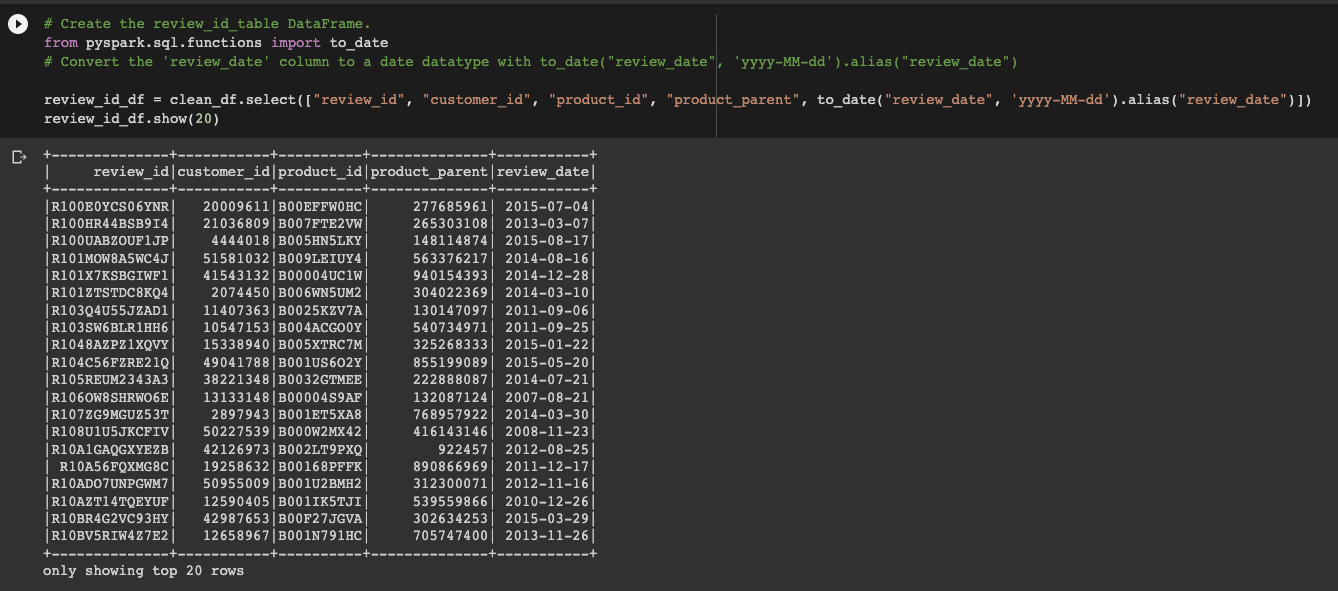 # Create the review_id_table DataFrame.
from pyspark.sql.functions import to_date
# Convert the 'review_date' column to a date datatype with to_date("review_date", 'yyyy-MM-dd').alias("review_date")
review_id_df = clean_df.select(["review_id", "customer_id", "product_id", "product_parent", to_date("review_date", 'yyyy-MM-dd').alias("review_date")])
review_id_df.show(20)
+--------------+-----------+----------+--------------+-----------+
|     review_id|customer_id|product_id|product_parent|review_date|
+--------------+-----------+----------+--------------+-----------+
|R100E0YCS06YNR|   20009611|B00EFFW0HC|     277685961| 2015-07-04|
|R100HR44BSB9I4|   21036809|B007FTE2VW|     265303108| 2013-03-07|
|R100UABZOUF1JP|    4444018|B005HN5LKY|     148114874| 2015-08-17|
|R101MOW8A5WC4J|   51581032|B009LEIUY4|     563376217| 2014-08-16|
|R101X7KSBGIWF1|   41543132|B00004UC1W|     940154393| 2014-12-28|
|R101ZTSTDC8KQ4|    2074450|B006WN5UM2|     304022369| 2014-03-10|
|R103Q4U55JZAD1|   11407363|B0025KZV7A|     130147097| 2011-09-06|
|R103SW6BLR1HH6|   10547153|B004ACGO0Y|     540734971| 2011-09-25|
|R1048AZPZ1XQVY|   15338940|B005XTRC7M|     325268333| 2015-01-22|
|R104C56FZRE21Q|   49041788|B001US6O2Y|     855199089| 2015-05-20|
|R105REUM2343A3|   38221348|B0032GTMEE|     222888087| 2014-07-21|
|R106OW8SHRWO6E|   13133148|B00004S9AF|     132087124| 2007-08-21|
|R107ZG9MGUZ53T|    2897943|B001ET5XA8|     768957922| 2014-03-30|
|R108U1U5JKCFIV|   50227539|B000W2MX42|     416143146| 2008-11-23|
|R10A1GAQGXYEZB|   42126973|B002LT9PXQ|        922457| 2012-08-25|
| R10A56FQXMG8C|   19258632|B00168PFFK|     890866969| 2011-12-17|
|R10ADO7UNPGWM7|   50955009|B001U2BMH2|     312300071| 2012-11-16|
|R10AZT14TQEYUF|   12590405|B001IK5TJI|     539559866| 2010-12-26|
|R10BR4G2VC93HY|   42987653|B00F27JGVA|     302634253| 2015-03-29|
|R10BV5RIW4Z7E2|   12658967|B001N791HC|     705747400| 2013-11-26|
+--------------+-----------+----------+--------------+-----------+
only showing top 20 rows